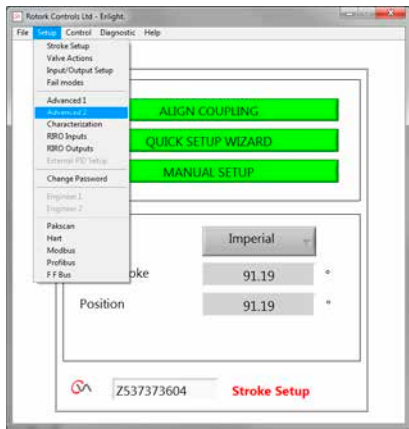 Rotork Controls Ltd - Enlight.
File Setup Control Diagnostic Help
Stroke Setup
Valve Actions
Input/Output Setup
Fail modes
Advanced 1
Advanced 2
Characterization
RIRO Inputs
RIRO Outputs
External PID Setup
Change Password
Engineer 1
Engineer 2
Pakscan
Hart
Modbus
Profibus
F F Bus
ALIGN COUPLING
QUICK SETUP WIZARD
MANUAL SETUP
Imperial
oke 91.19 °
Position 91.19 °
Z537373604 Stroke Setup